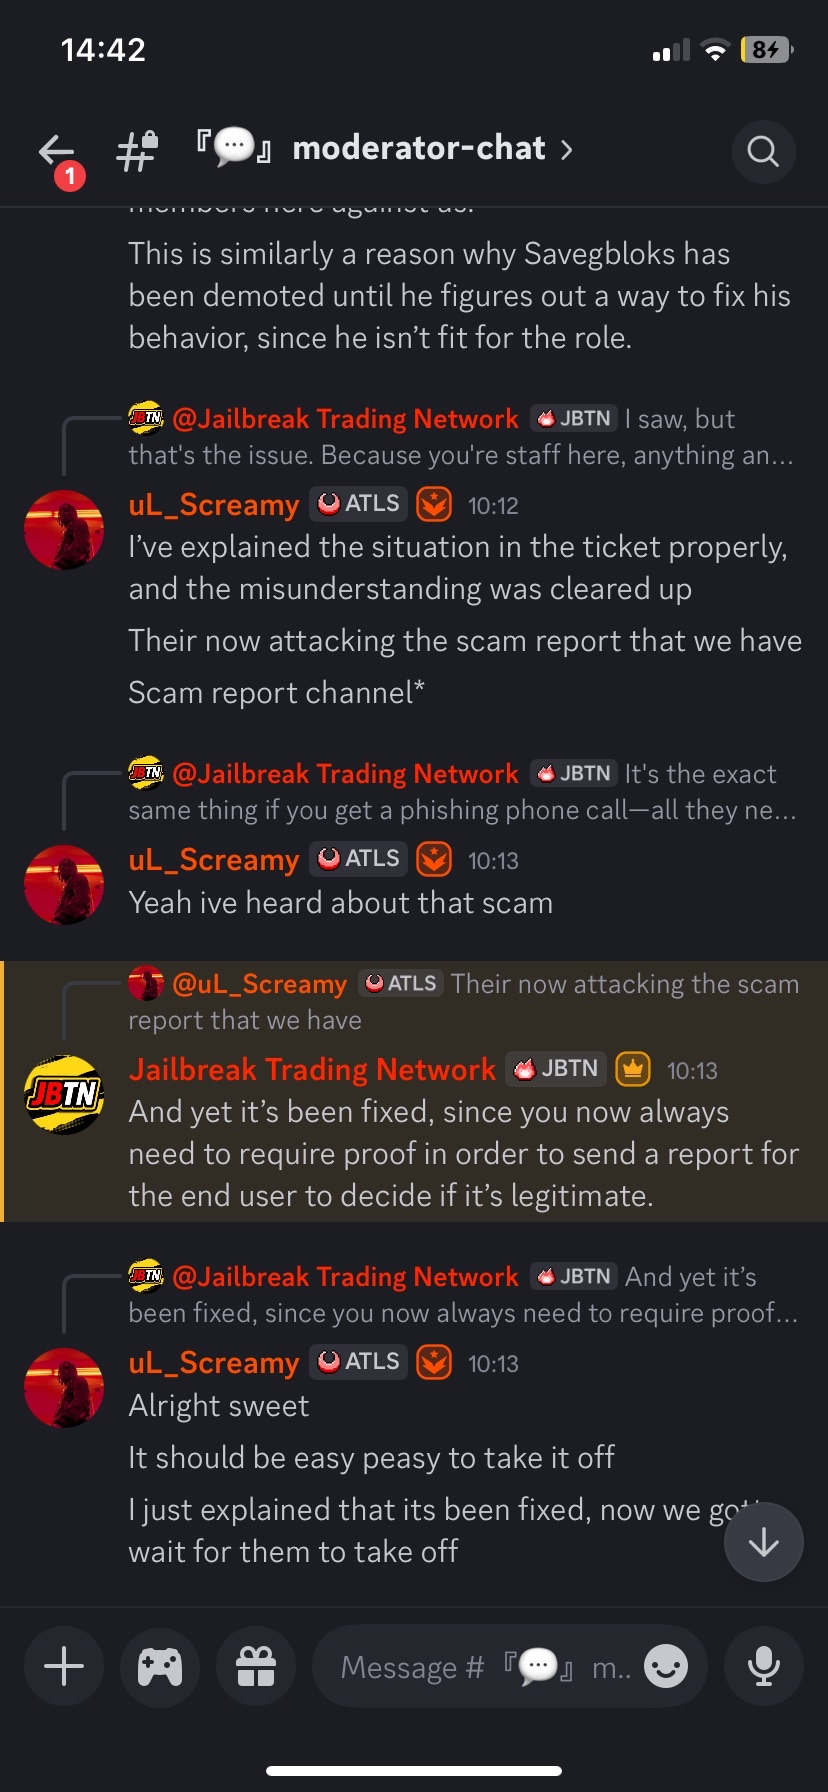 14:42
8
1
『💬』 moderator-chat
members here against us.
This is similarly a reason why Savegbloks has
been demoted until he figures out a way to fix his
behavior, since he isn’t fit for the role.
JBTN @Jailbreak Trading Network JBTN I saw, but
that's the issue. Because you're staff here, anything an...
uL_Screamy ATLS 10:12
I’ve explained the situation in the ticket properly,
and the misunderstanding was cleared up
Their now attacking the scam report that we have
Scam report channel*
JBTN @Jailbreak Trading Network JBTN It's the exact
same thing if you get a phishing phone call—all they ne...
uL_Screamy ATLS 10:13
Yeah ive heard about that scam
@uL_Screamy ATLS Their now attacking the scam
report that we have
JBTN Jailbreak Trading Network JBTN 10:13
And yet it’s been fixed, since you now always
need to require proof in order to send a report for
the end user to decide if it’s legitimate.
JBTN @Jailbreak Trading Network JBTN And yet it’s
been fixed, since you now always need to require proof...
uL_Screamy ATLS 10:13
Alright sweet
It should be easy peasy to take it off
I just explained that its been fixed, now we
wait for them to take off
Message # 『💬』 m..